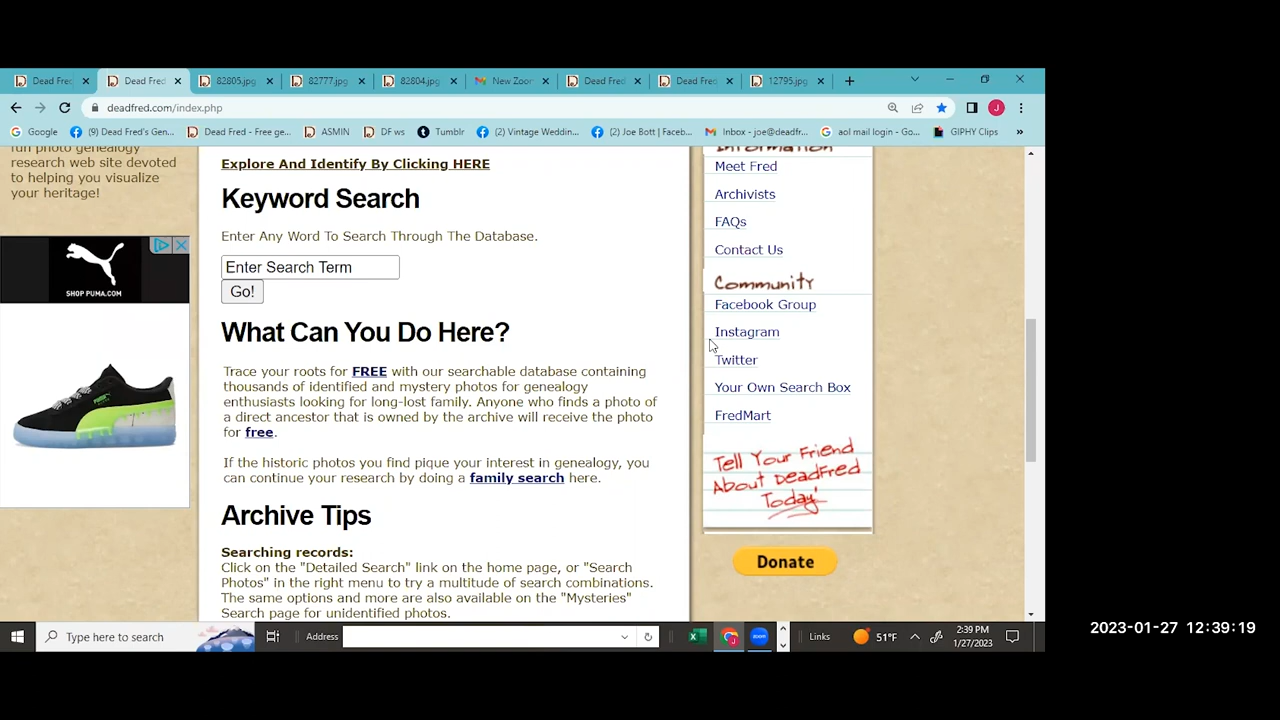 Dead Fred
Dead Fred
82805.jpg
82777.jpg
82804.jpg
New Zoom
Dead Fred
Dead Fred
12795.jpg
deadfred.com/index.php
J
Google
(9) Dead Fred's Gen...
Dead Fred - Free ge...
ASMIN
DF ws
Tumblr
(2) Vintage Weddin...
(2) Joe Bott | Faceb...
Inbox - joe@deadfr...
aol mail login - Go...
GIPHY Clips
»
fun photo genealogy
research web site devoted
to helping you visualize
your heritage!
SHOP PUMA.COM
Explore And Identify By Clicking HERE
Keyword Search
Enter Any Word To Search Through The Database.
Enter Search Term
Go!
What Can You Do Here?
Trace your roots for FREE with our searchable database containing
thousands of identified and mystery photos for genealogy
enthusiasts looking for long-lost family. Anyone who finds a photo of
a direct ancestor that is owned by the archive will receive the photo
for free.
If the historic photos you find pique your interest in genealogy, you
can continue your research by doing a family search here.
Archive Tips
Searching records:
Click on the "Detailed Search" link on the home page, or "Search
Photos" in the right menu to try a multitude of search combinations.
The same options and more are also available on the "Mysteries"
Search page for unidentified photos.
Information
Meet Fred
Archivists
FAQs
Contact Us
Community
Facebook Group
Instagram
Twitter
Your Own Search Box
FredMart
Tell Your Friend
About DeadFred
Today!
Donate
Type here to search
Address
zoom
Links
51°F
2:39 PM
1/27/2023
2023-01-27 12:39:19